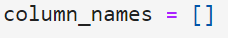 column_names = []